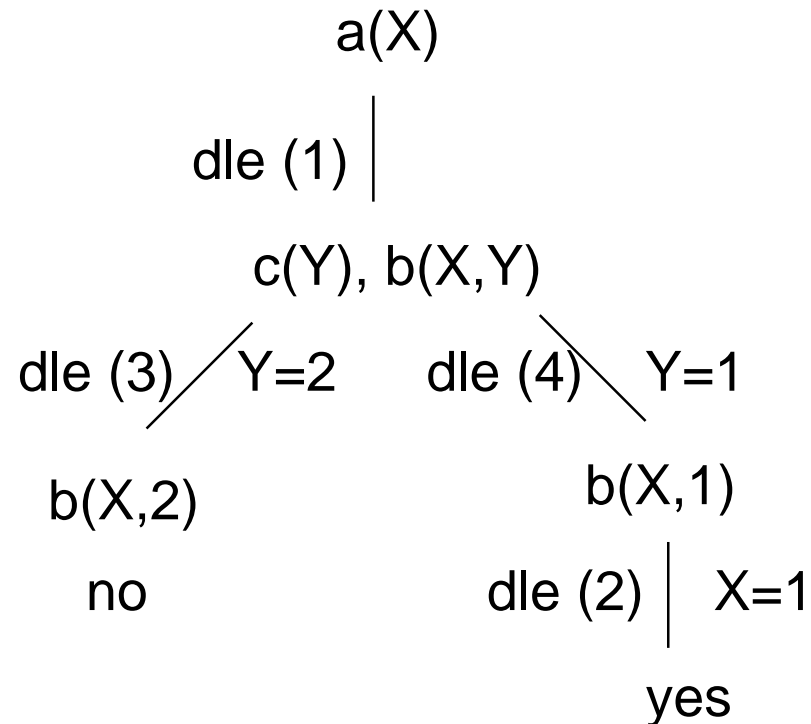 a(X)
dle (1)
c(Y), b(X,Y)
dle (3) Y=2 dle (4) Y=1
b(X,2) b(X,1)
no dle (2) X=1
yes